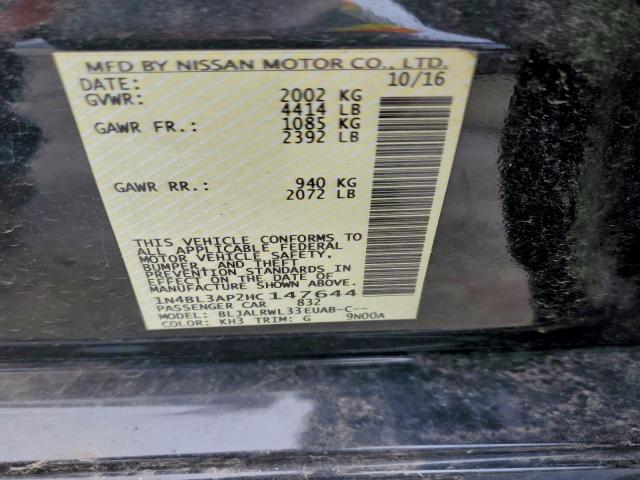 MFD BY NISSAN MOTOR CO., LTD.
DATE: 10/16
GVWR: 2002 KG
4414 LB
GAWR FR.: 1085 KG
2392 LB
GAWR RR.: 940 KG
2072 LB
THIS VEHICLE CONFORMS TO
ALL APPLICABLE FEDERAL
MOTOR VEHICLE SAFETY,
BUMPER, AND THEFT
PREVENTION STANDARDS IN
EFFECT ON THE DATE OF
MANUFACTURE SHOWN ABOVE.
1N4BL3AP2HC147644
PASSENGER CAR 832
MODEL: BLJALRWL33EUAB-C--
COLOR: KH3 TRIM: G 9N00A